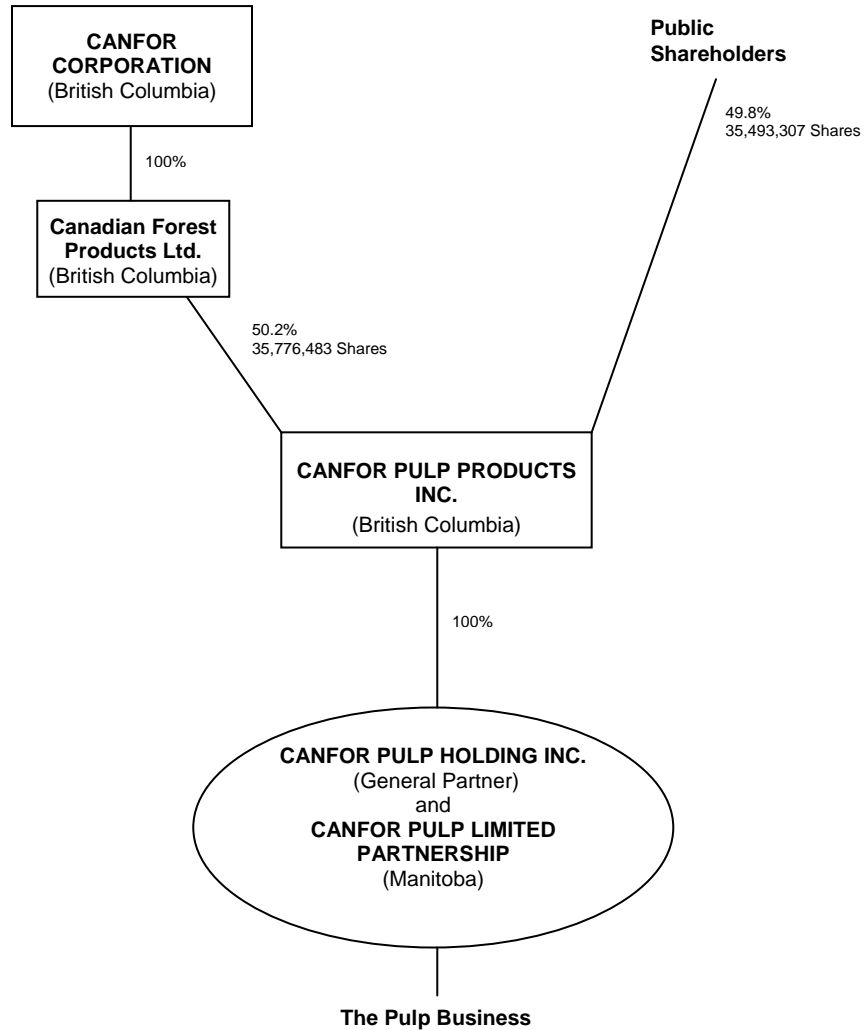 CANFOR
CORPORATION
(British Columbia)
Public
Shareholders
49.8%
35,493,307 Shares
100%
Canadian Forest
Products Ltd.
(British Columbia)
50.2%
35,776,483 Shares
CANFOR PULP PRODUCTS
INC.
(British Columbia)
100%
CANFOR PULP HOLDING INC.
(General Partner)
and
CANFOR PULP LIMITED
PARTNERSHIP
(Manitoba)
The Pulp Business